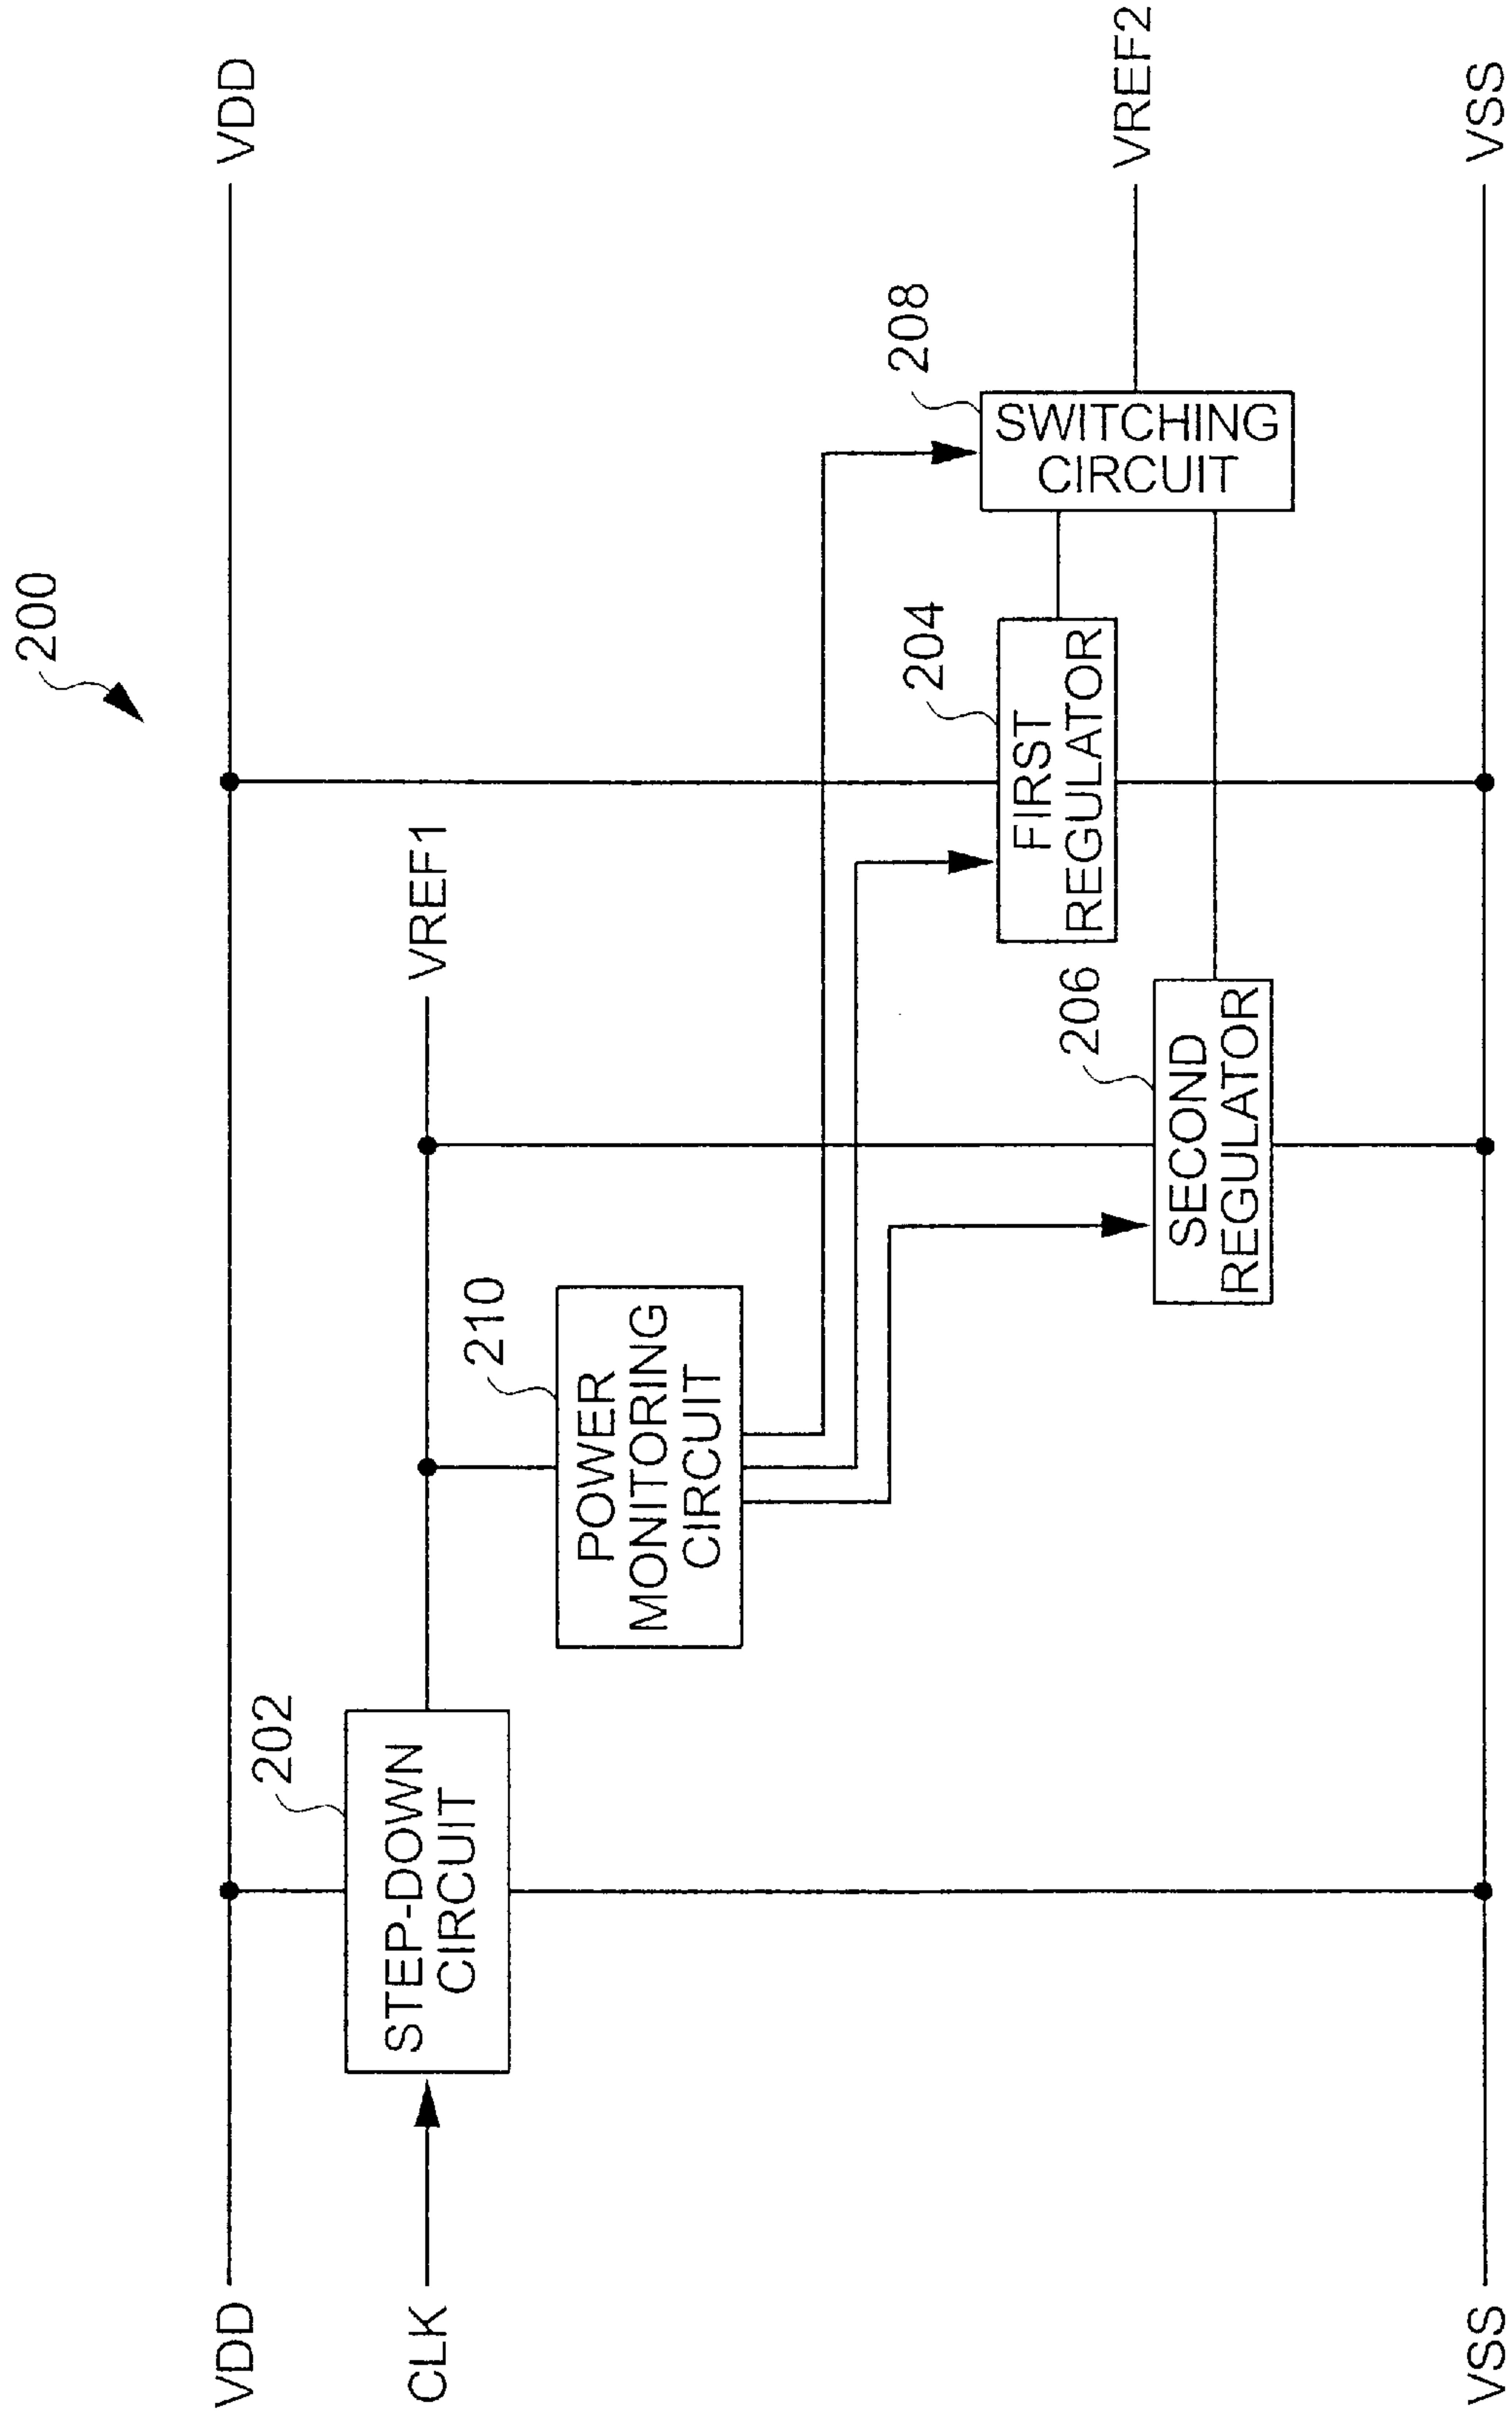 200
VDD
VDD
202
CLK
STEP-DOWN
CIRCUIT
VREF1
210
POWER
MONITORING
CIRCUIT
208
204
SWITCHING
CIRCUIT
VREF2
FIRST
REGULATOR
206
SECOND
REGULATOR
VSS
VSS